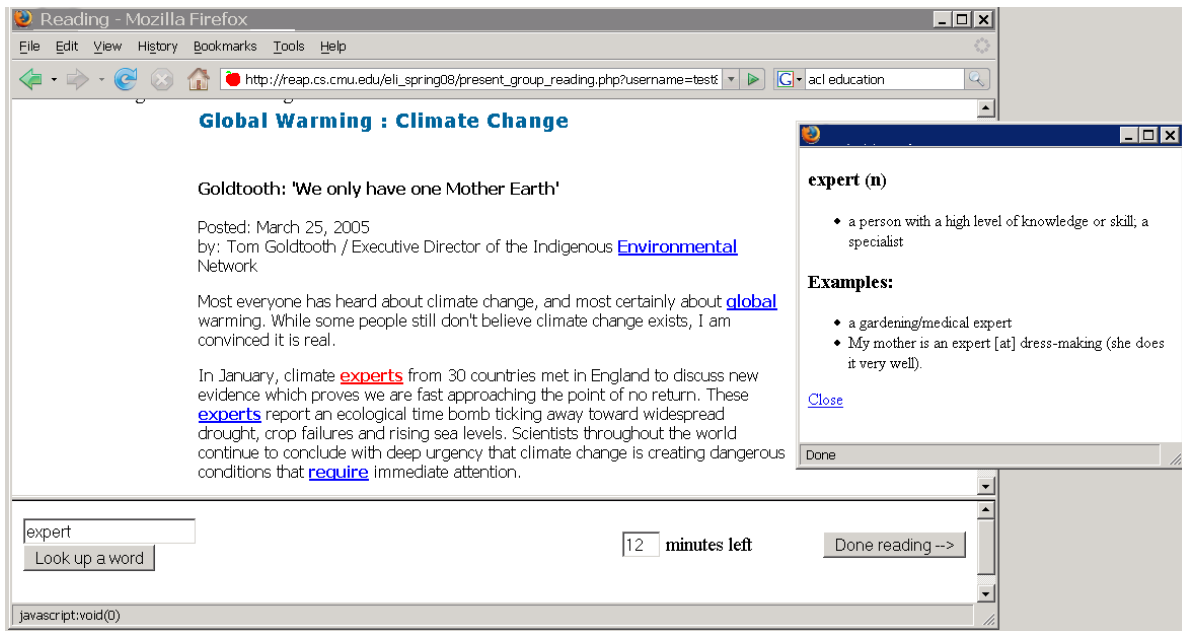 Reading - Mozilla Firefox
File Edit View History Bookmarks Tools Help
http://reap.cs.cmu.edu/eli_spring08/present_group_reading.php?username=test
G acl education
Global Warming : Climate Change
Goldtooth: 'We only have one Mother Earth'
Posted: March 25, 2005
by: Tom Goldtooth / Executive Director of the Indigenous Environmental
Network
Most everyone has heard about climate change, and most certainly about global
warming. While some people still don't believe climate change exists, I am
convinced it is real.
In January, climate experts from 30 countries met in England to discuss new
evidence which proves we are fast approaching the point of no return. These
experts report an ecological time bomb ticking away toward widespread
drought, crop failures and rising sea levels. Scientists throughout the world
continue to conclude with deep urgency that climate change is creating dangerous
conditions that require immediate attention.
expert (n)
a person with a high level of knowledge or skill; a
specialist
Examples:
a gardening/medical expert
My mother is an expert [at] dress-making (she does
it very well).
Close
Done
expert
Look up a word
12 minutes left
Done reading -->
javascript:void(0)